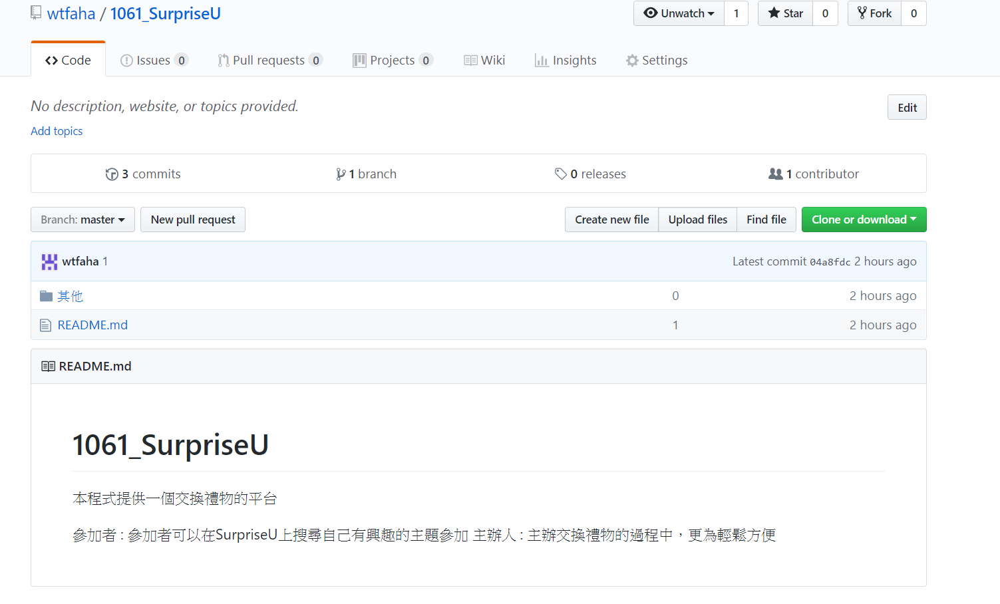 wtfaha / 1061_SurpriseU
Unwatch 1 Star 0 Fork 0
Code Issues 0 Pull requests 0 Projects 0 Wiki Insights Settings
No description, website, or topics provided. Edit
Add topics
3 commits 1 branch 0 releases 1 contributor
Branch: master New pull request Create new file Upload files Find file Clone or download
wtfaha 1 Latest commit 04a8fdc 2 hours ago
其他 0 2 hours ago
README.md 1 2 hours ago
README.md
1061_SurpriseU
本程式提供一個交換禮物的平台
參加者 : 參加者可以在SurpriseU上搜尋自己有興趣的主題參加 主辦人 : 主辦交換禮物的過程中，更為輕鬆方便